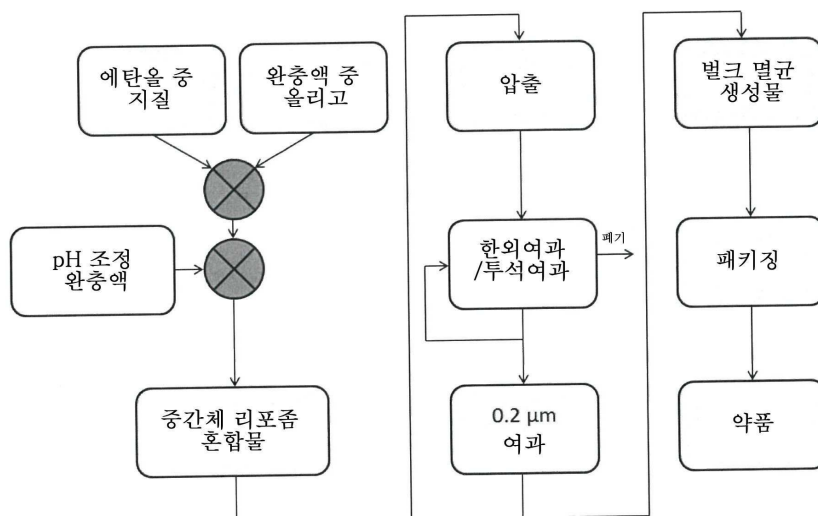 에탄올 중
지질
완충액 중
올리고
pH 조정
완충액
중간체 리포좀
혼합물
압출
한외여과
/투석여과
폐기
0.2 μm
여과
벌크 멸균
생성물
패키징
약품